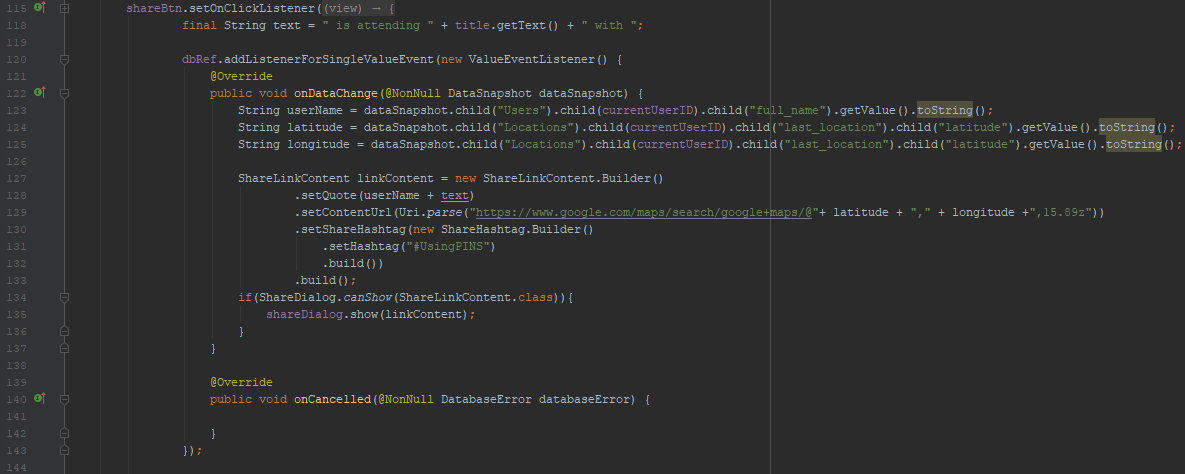 115 shareBtn.setOnClickListener((view) → {
118 final String text = " is attending " + title.getText() + " with ";
119
120 dbRef.addListenerForSingleValueEvent(new ValueEventListener() {
121 @Override
122 public void onDataChange(@NonNull DataSnapshot dataSnapshot) {
123 String userName = dataSnapshot.child("Users").child(currentUserID).child("full_name").getValue().toString();
124 String latitude = dataSnapshot.child("Locations").child(currentUserID).child("last_location").child("latitude").getValue().toString();
125 String longitude = dataSnapshot.child("Locations").child(currentUserID).child("last_location").child("latitude").getValue().toString();
126
127 ShareLinkContent linkContent = new ShareLinkContent.Builder()
128 .setQuote(userName + text)
129 .setContentUrl(Uri.parse("https://www.google.com/maps/search/google+maps/@"+ latitude + "," + longitude +",15.89z"))
130 .setShareHashtag(new ShareHashtag.Builder()
131 .setHashtag("#UsingPINS")
132 .build())
133 .build();
134 if(ShareDialog.canShow(ShareLinkContent.class)){
135 shareDialog.show(linkContent);
136 }
137 }
138
139 @Override
140 public void onCancelled(@NonNull DatabaseError databaseError) {
141
142 }
143 });
144